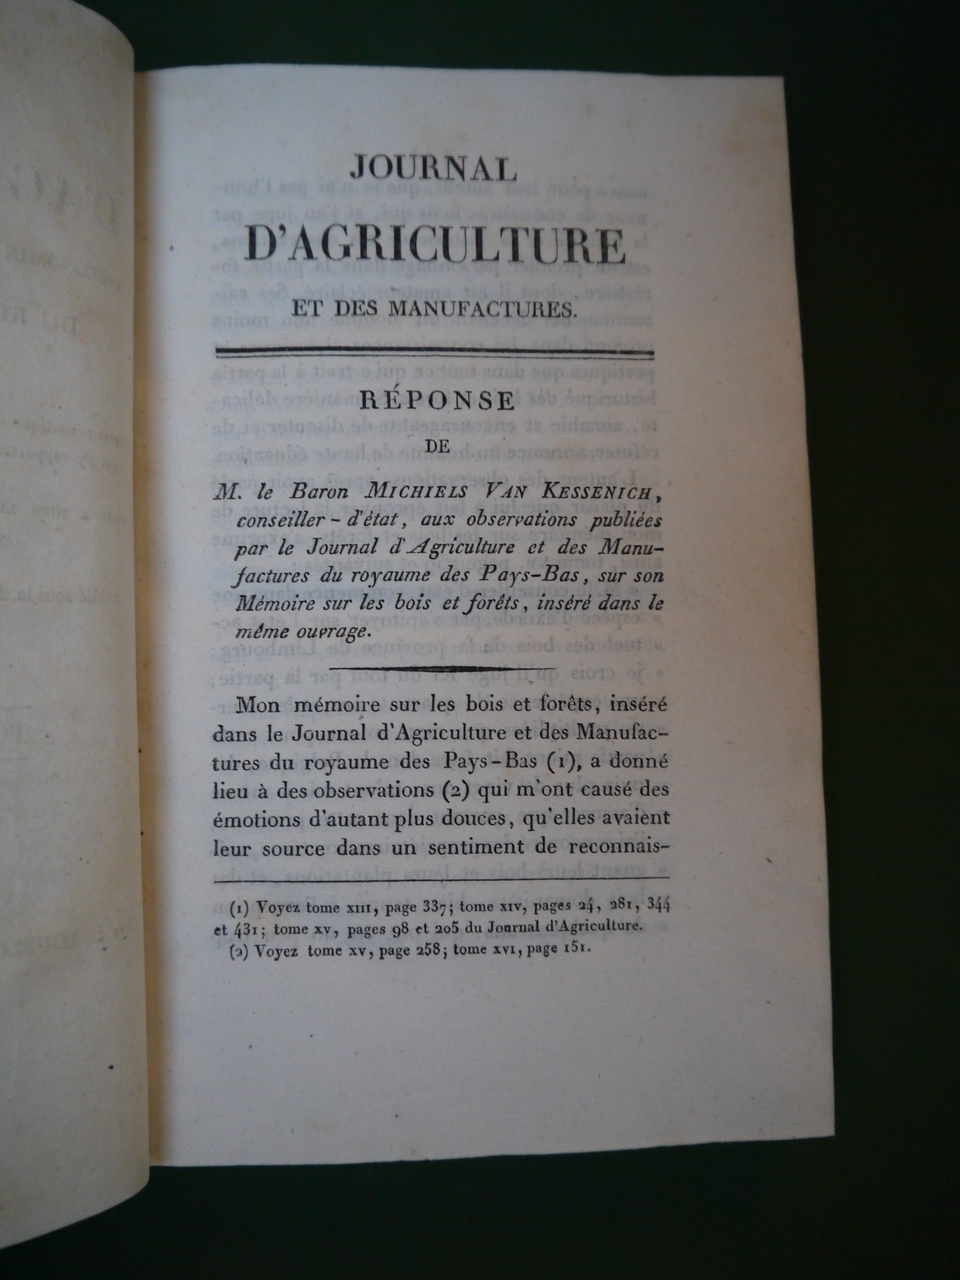 JOURNAL
D'AGRICULTURE
ET DES MANUFACTURES.
RÉPONSE
DE
M. le Baron MICHIELS VAN KESSENICH,
conseiller-d'état, aux observations publiées
par le Journal d'Agriculture et des Manu-
factures du royaume des Pays-Bas, sur son
Mémoire sur les bois et forêts, inséré dans le
même ouvrage.
Mon mémoire sur les bois et forêts, inséré
dans le Journal d'Agriculture et des Manufac-
tures du royaume des Pays-Bas (1), a donné
lieu à des observations (2) qui m'ont causé des
émotions d'autant plus douces, qu'elles avaient
leur source dans un sentiment de reconnais-
(1) Voyez tome XIII, page 337; tome XIV, pages 24, 281, 344
et 431; tome XV, pages 98 et 205 du Journal d'Agriculture.
(2) Voyez tome XV, page 258; tome XVI, page 151.